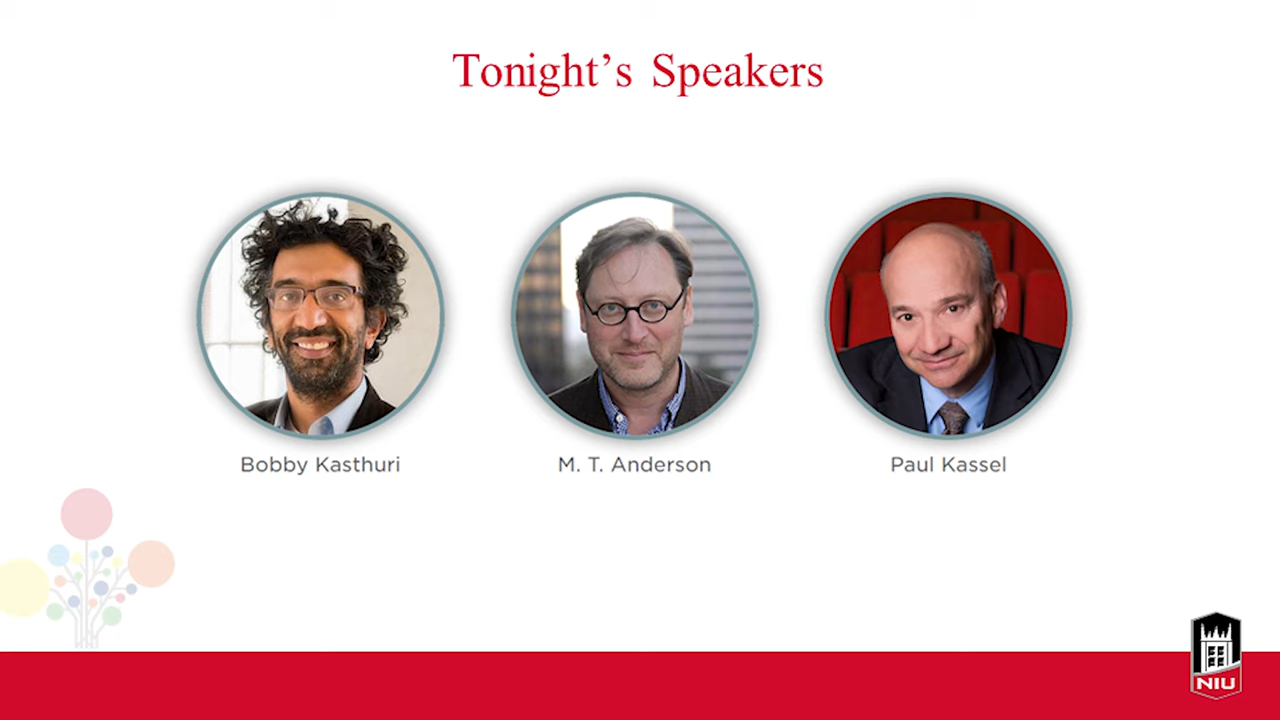 Tonight’s Speakers
Bobby Kasthuri
M. T. Anderson
Paul Kassel
NIU